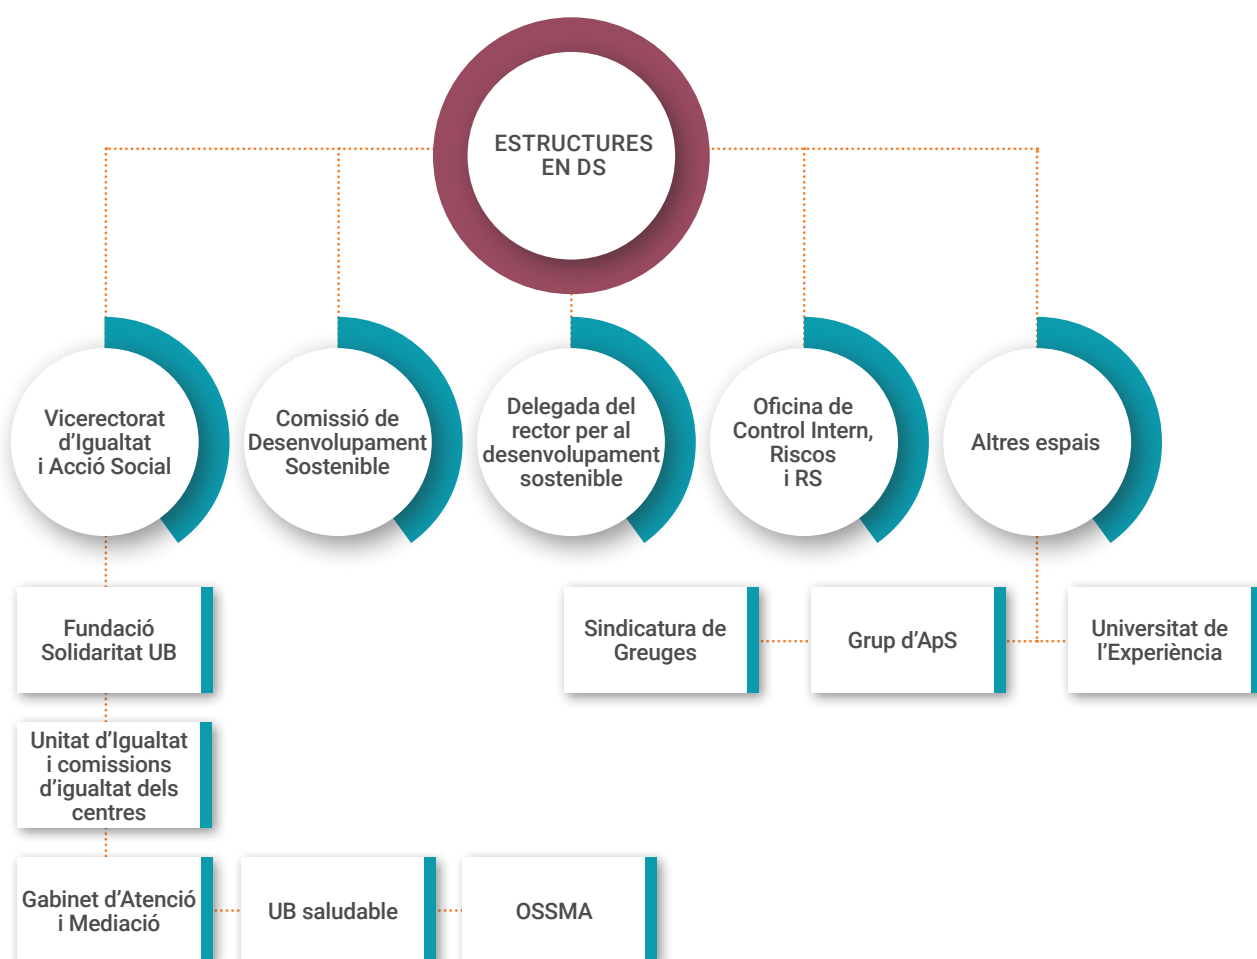 ESTRUCTURES
EN DS
Vicerectorat
d’Igualtat
i Acció Social
Comissió de
Desenvolupament
Sostenible
Delegada del
rector per al
desenvolupament
sostenible
Oficina de
Control Intern,
Riscos
i RS
Altres espais
Fundació
Solidaritat UB
Sindicatura de
Greuges
Grup d’ApS
Universitat de
l’Experiència
Unitat d’Igualtat
i comissions
d’igualtat dels
centres
Gabinet d’Atenció
i Mediació
UB saludable
OSSMA